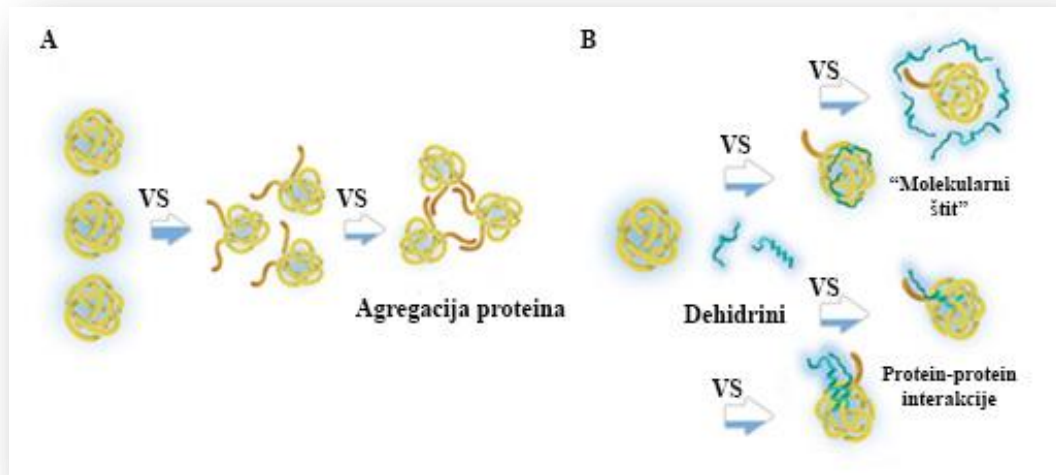 A
VS
VS
Agregacija proteina
B
VS
VS
“Molekularni
štit”
Dehidrini
VS
VS
Protein-protein
interakcije